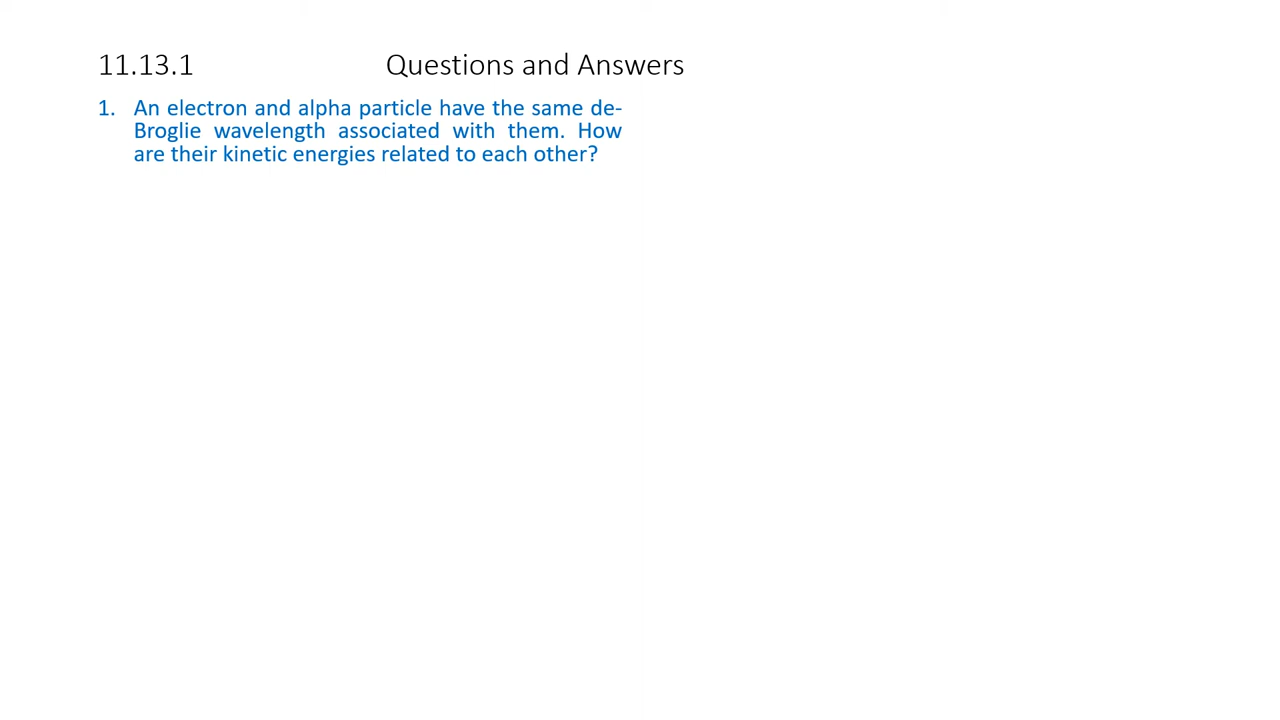 11.13.1 Questions and Answers
1. An electron and alpha particle have the same de-
Broglie wavelength associated with them. How
are their kinetic energies related to each other?